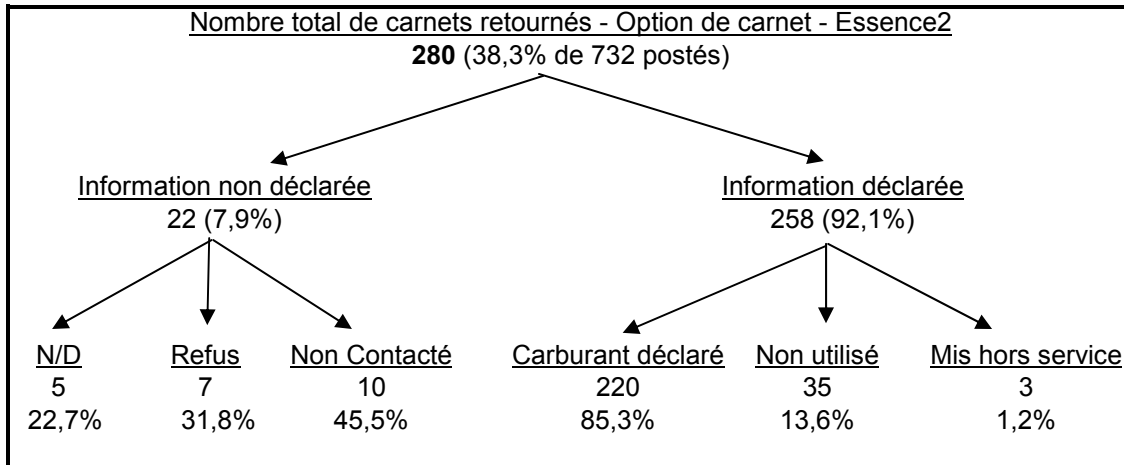 Nombre total de carnets retournés - Option de carnet - Essence2
280 (38,3% de 732 postés)
Information non déclarée Information déclarée
22 (7,9%) 258 (92,1%)
N/D Refus Non Contacté Carburant déclaré Non utilisé Mis hors service
5 7 10 220 35 3
22,7% 31,8% 45,5% 85,3% 13,6% 1,2%